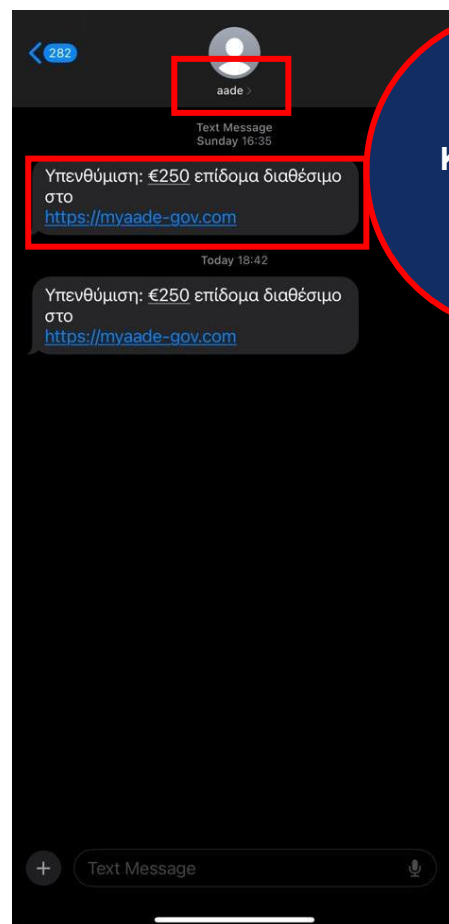 282
aade >
Text Message
Sunday 16:35
Υπενθύμιση: €250 επίδομα διαθέσιμο
στο
https://myaade-gov.com
Today 18:42
Υπενθύμιση: €250 επίδομα διαθέσιμο
στο
https://myaade-gov.com
Text Message